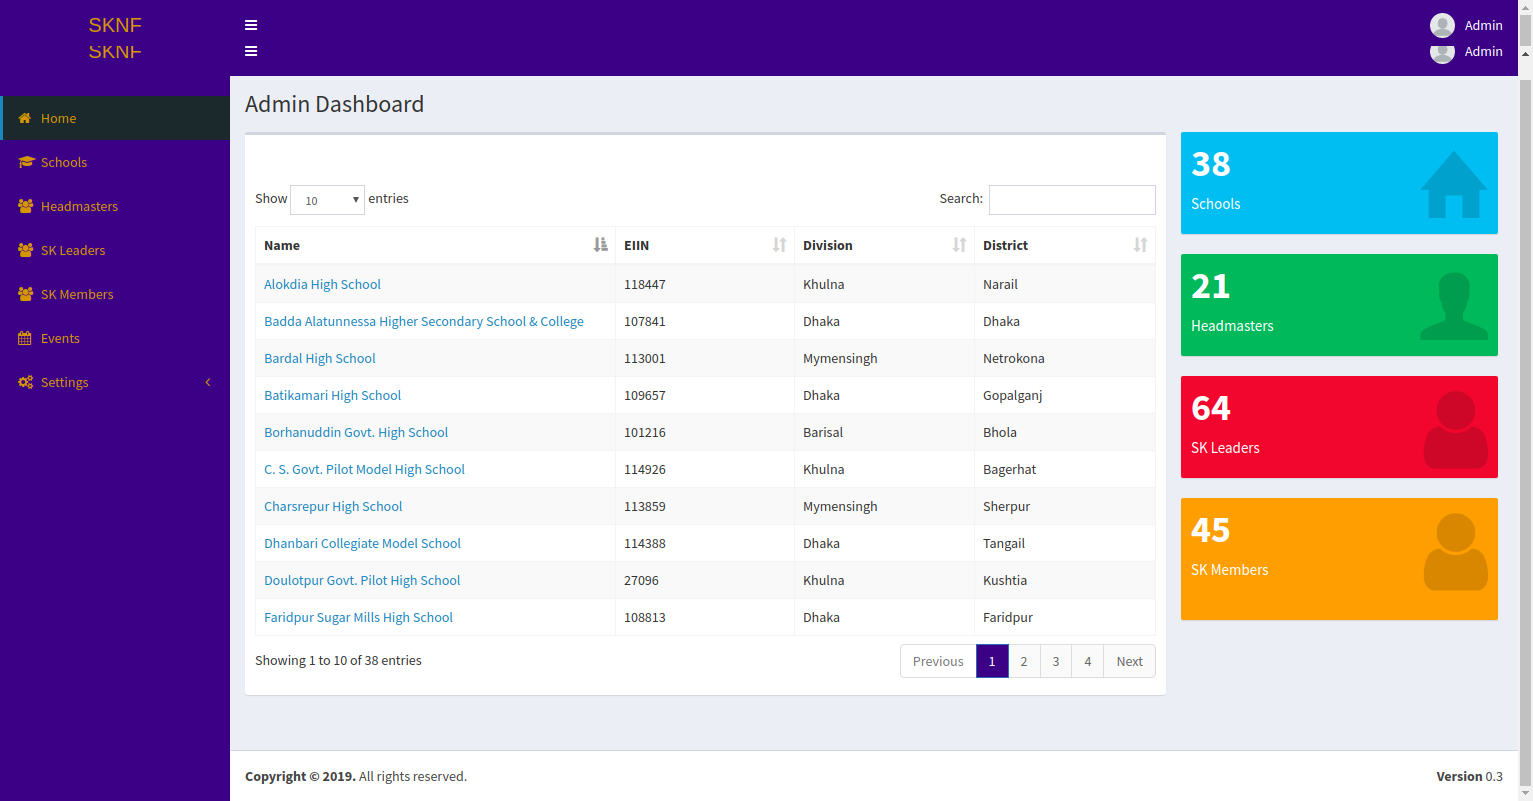 SKNF
Admin
SKNF
Admin
Home
Schools
Headmasters
SK Leaders
SK Members
Events
Settings
Admin Dashboard
Show 10 entries
Search:
Name EIIN Division District
Alokdia High School 118447 Khulna Narail
Badda Alatunnessa Higher Secondary School & College 107841 Dhaka Dhaka
Bardal High School 113001 Mymensingh Netrokona
Batikamari High School 109657 Dhaka Gopalganj
Borhanuddin Govt. High School 101216 Barisal Bhola
C. S. Govt. Pilot Model High School 114926 Khulna Bagerhat
Charsrepur High School 113859 Mymensingh Sherpur
Dhanbari Collegiate Model School 114388 Dhaka Tangail
Doulotpur Govt. Pilot High School 27096 Khulna Kushtia
Faridpur Sugar Mills High School 108813 Dhaka Faridpur
Showing 1 to 10 of 38 entries
Previous 1 2 3 4 Next
38
Schools
21
Headmasters
64
SK Leaders
45
SK Members
Copyright © 2019. All rights reserved.
Version 0.3